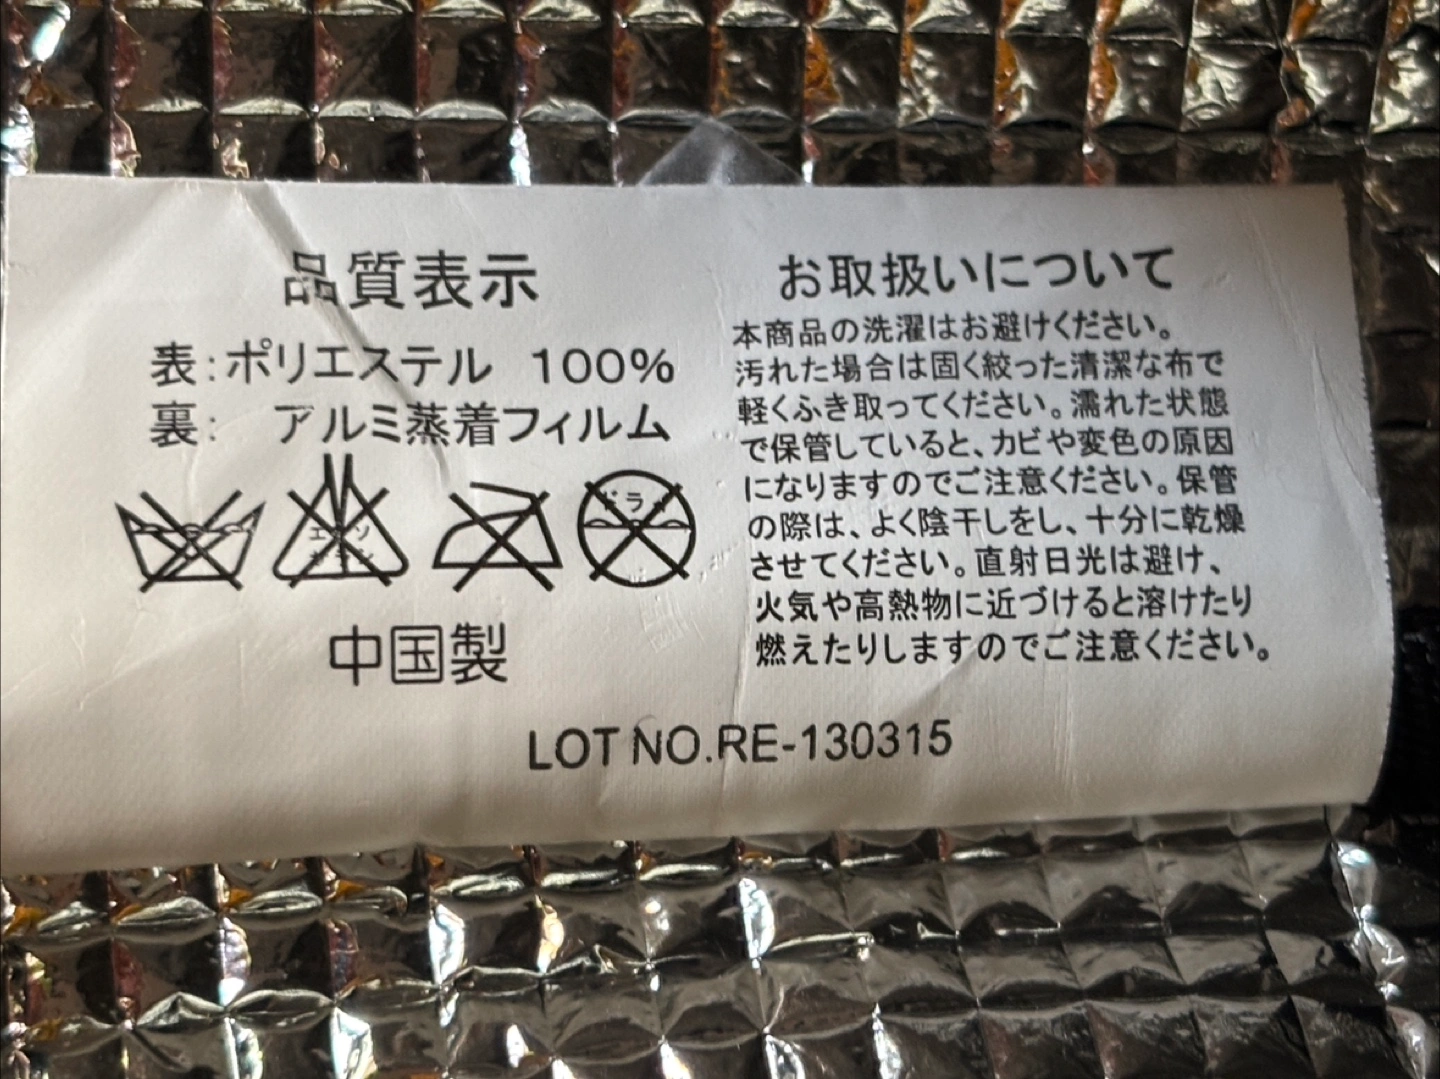 品質表示
表:ポリエステル 100%
裏: アルミ蒸着フィルム
ドライ
エンソ
中国製
お取扱いについて
本商品の洗濯はお避けください。
汚れた場合は固く絞った清潔な布で
軽くふき取ってください。濡れた状態
で保管していると、カビや変色の原因
になりますのでご注意ください。保管
の際は、よく陰干しをし、十分に乾燥
させてください。直射日光は避け、
火気や高熱物に近づけると溶けたり
燃えたりしますのでご注意ください。
LOT NO.RE-130315